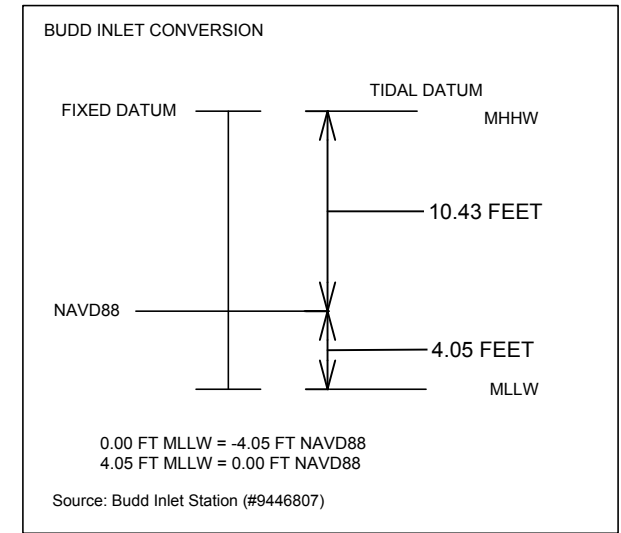 BUDD INLET CONVERSION
TIDAL DATUM
FIXED DATUM
MHHW
10.43 FEET
NAVD88
4.05 FEET
MLLW
0.00 FT MLLW = -4.05 FT NAVD88
4.05 FT MLLW = 0.00 FT NAVD88
Source: Budd Inlet Station (#9446807)